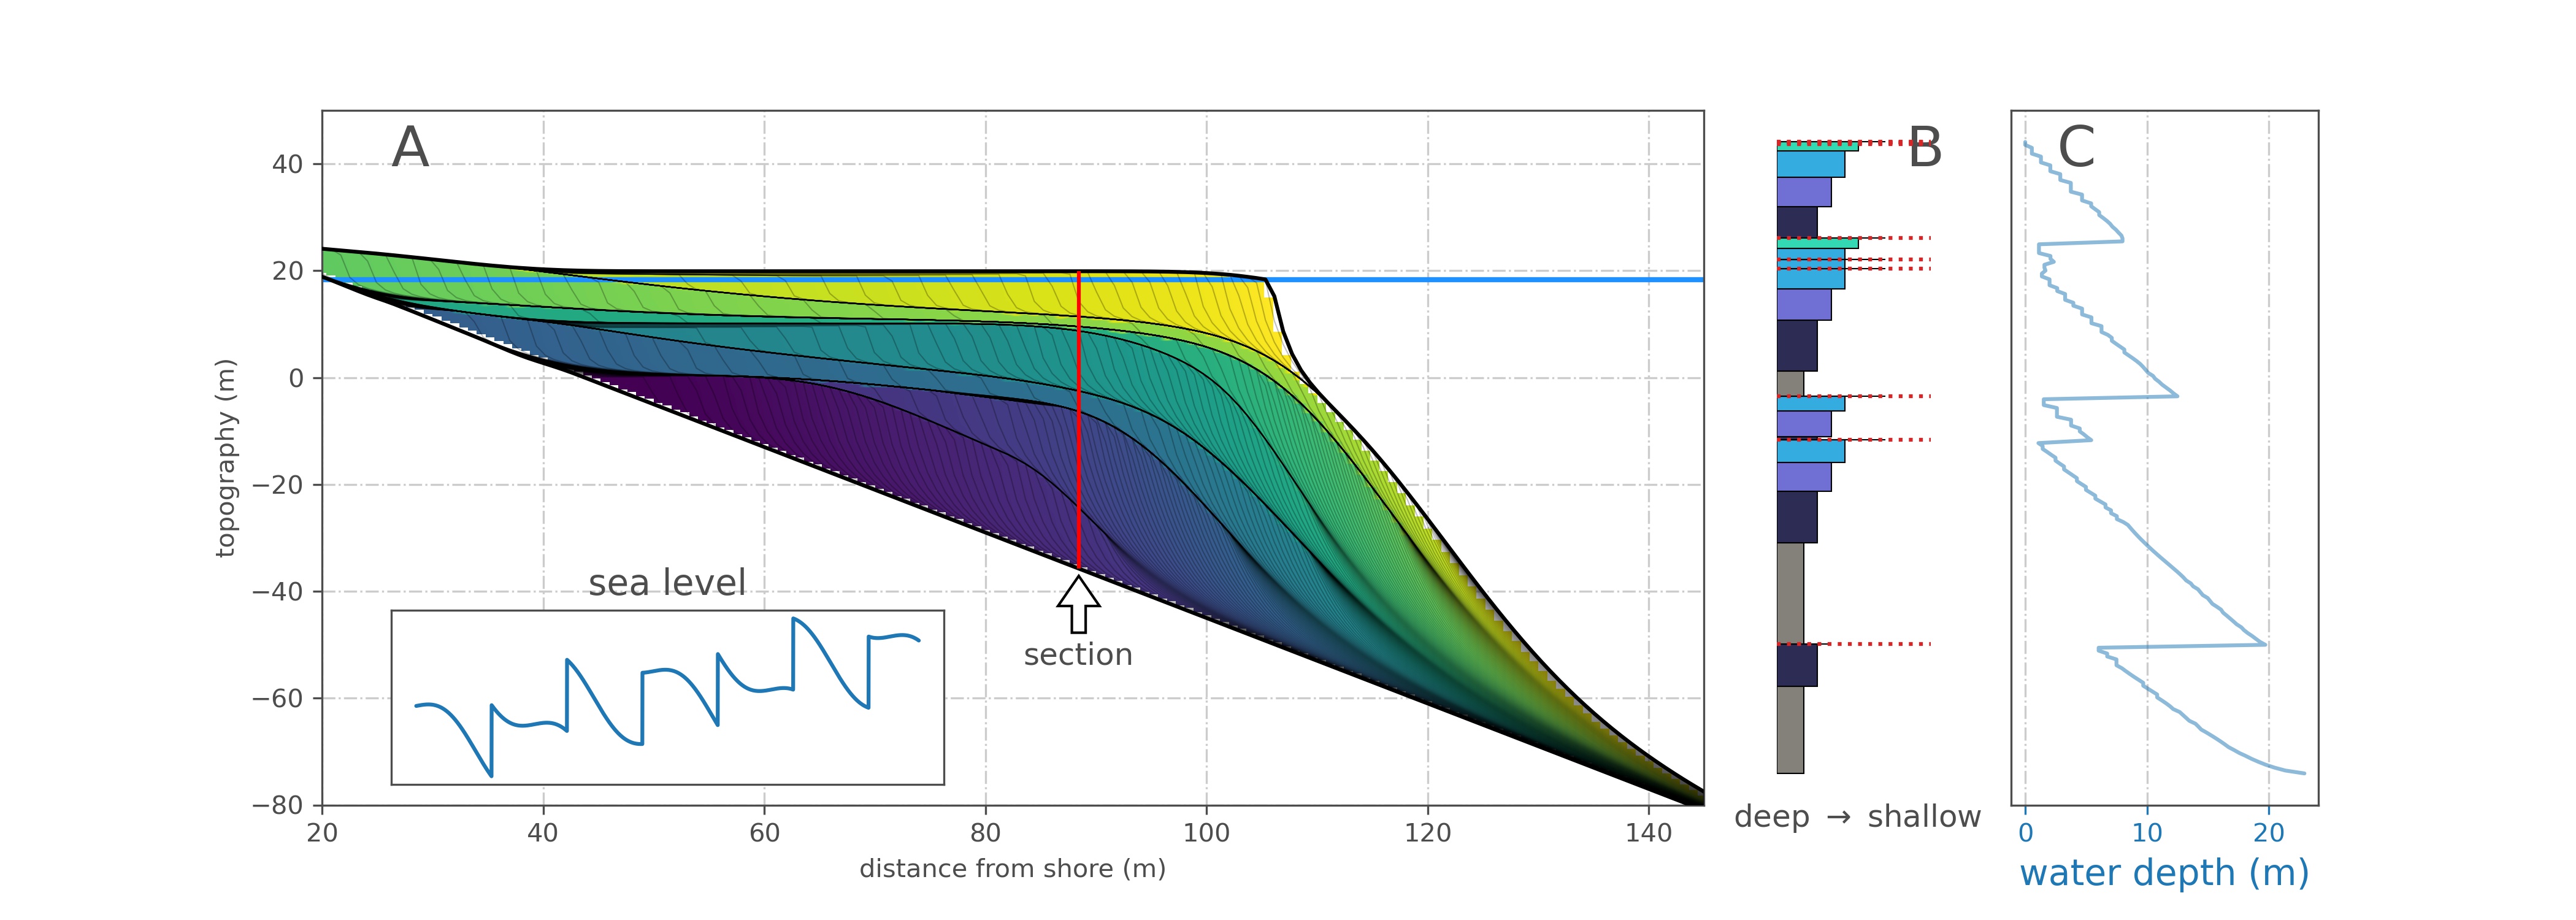 A
B
C
40
20
0
−20
−40
−60
−80
topography (m)
sea level
section
20 40 60 80 100 120 140
distance from shore (m)
deep → shallow
0 10 20
water depth (m)